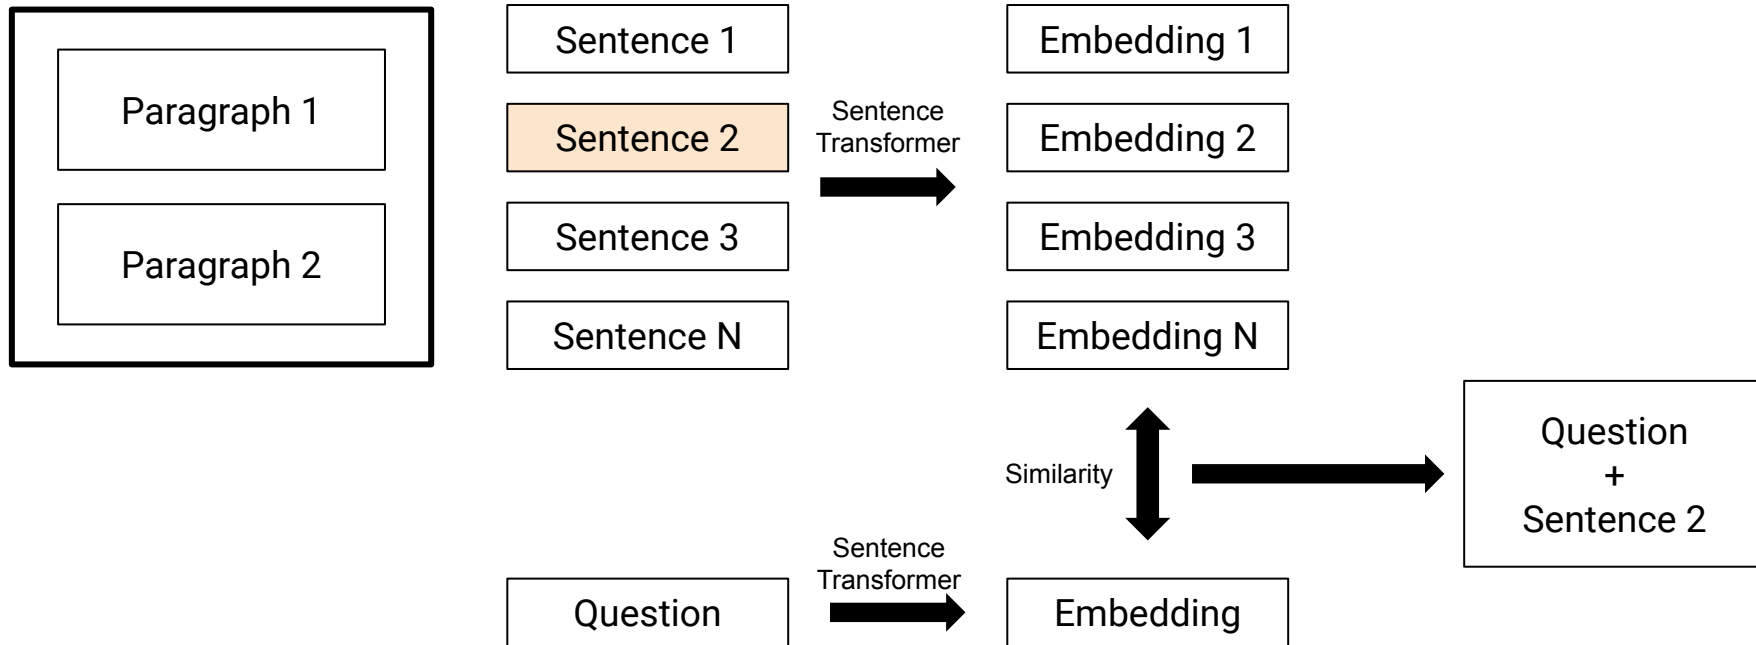 Paragraph 1
Paragraph 2
Sentence 1
Sentence 2
Sentence 3
Sentence N
Sentence
Transformer
Embedding 1
Embedding 2
Embedding 3
Embedding N
Similarity
Question
+
Sentence 2
Question
Sentence
Transformer
Embedding